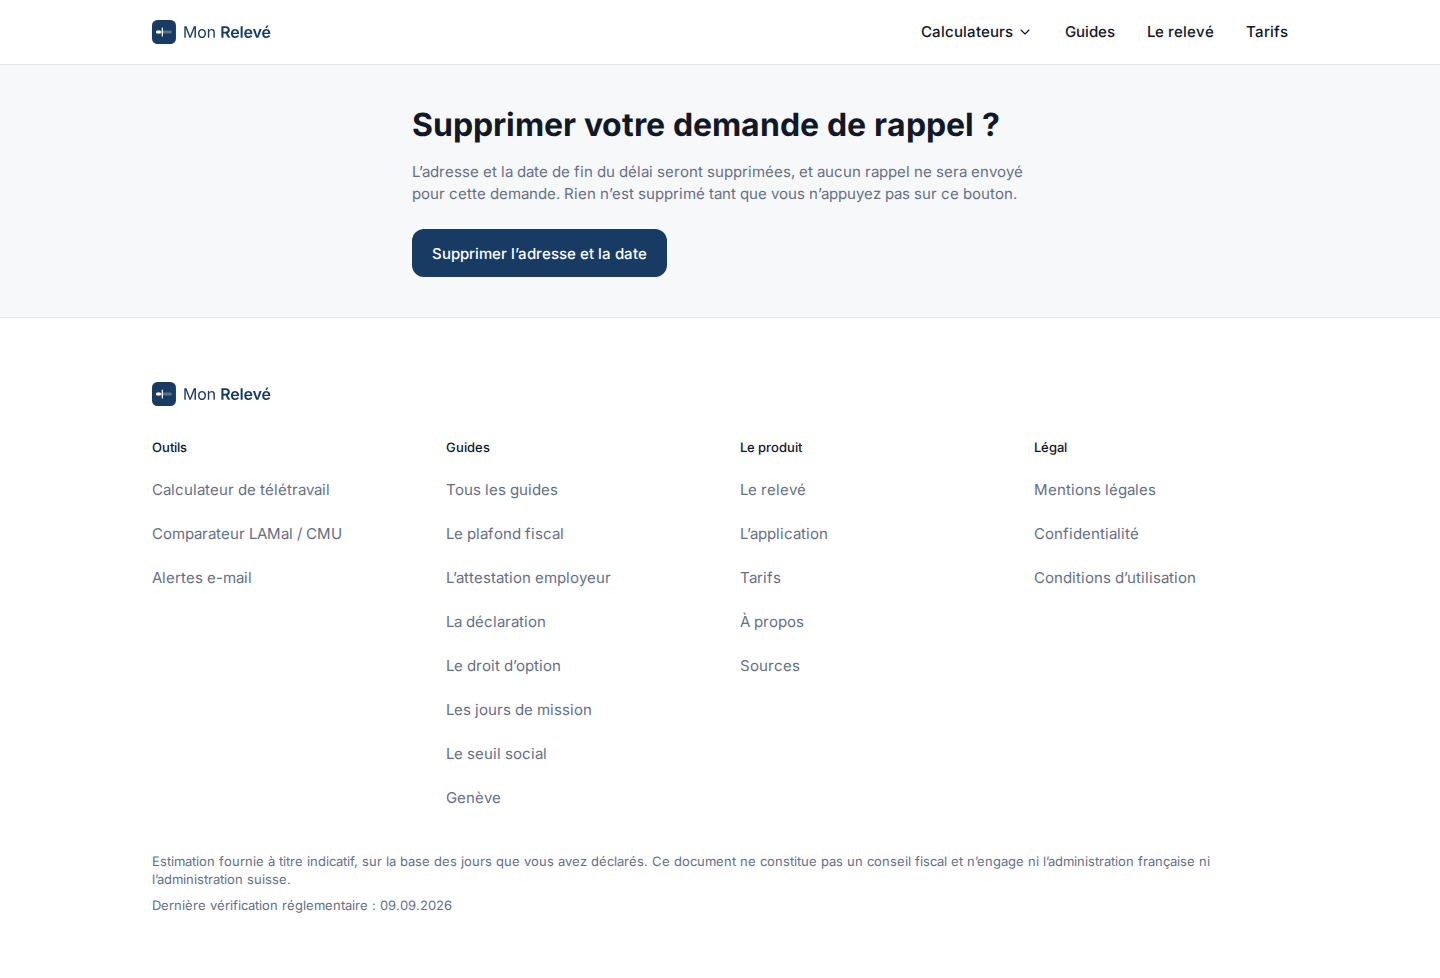 Mon Relevé
Calculateurs
Guides
Le relevé
Tarifs
Supprimer votre demande de rappel ?
L’adresse et la date de fin du délai seront supprimées, et aucun rappel ne sera envoyé
pour cette demande. Rien n’est supprimé tant que vous n’appuyez pas sur ce bouton.
Supprimer l’adresse et la date
Mon Relevé
Outils
Calculateur de télétravail
Comparateur LAMal / CMU
Alertes e-mail
Guides
Tous les guides
Le plafond fiscal
L’attestation employeur
La déclaration
Le droit d’option
Les jours de mission
Le seuil social
Genève
Le produit
Le relevé
L’application
Tarifs
À propos
Sources
Légal
Mentions légales
Confidentialité
Conditions d’utilisation
Estimation fournie à titre indicatif, sur la base des jours que vous avez déclarés. Ce document ne constitue pas un conseil fiscal et n’engage ni l’administration française ni
l’administration suisse.
Dernière vérification réglementaire : 09.09.2026